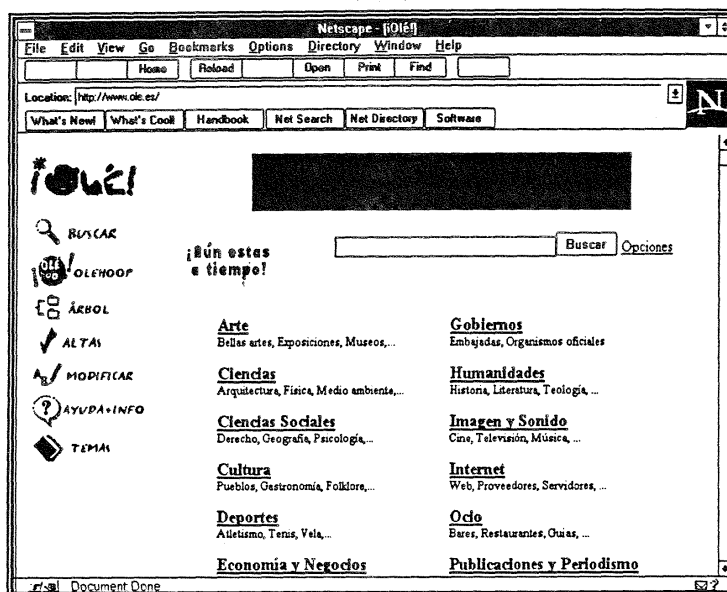 Netscape - [¡Olé!]
File Edit View Go Bookmarks Options Directory Window Help
Home Reload Open Print Find
Location: http://www.ole.es/
N
What's New! What's Cool! Handbook Net Search Net Directory Software
¡OLÉ!
BUSCAR
OLEHOOP
ÁRBOL
ALTAS
MODIFICAR
AYUDA+INFO
TEMAS
¡Aún estas
a tiempo!
Buscar Opciones
Arte
Bellas artes, Exposiciones, Museos,...
Ciencias
Arquitectura, Física, Medio ambiente,...
Ciencias Sociales
Derecho, Geografía, Psicología,...
Cultura
Pueblos, Gastronomía, Folklore,...
Deportes
Atletismo, Tenis, Vela,...
Economía y Negocios
Gobiernos
Embajadas, Organismos oficiales
Humanidades
Historia, Literatura, Teología, ...
Imagen y Sonido
Cine, Televisión, Música, ...
Internet
Web, Proveedores, Servidores, ...
Ocio
Bares, Restaurantes, Guias, ...
Publicaciones y Periodismo
Document Done